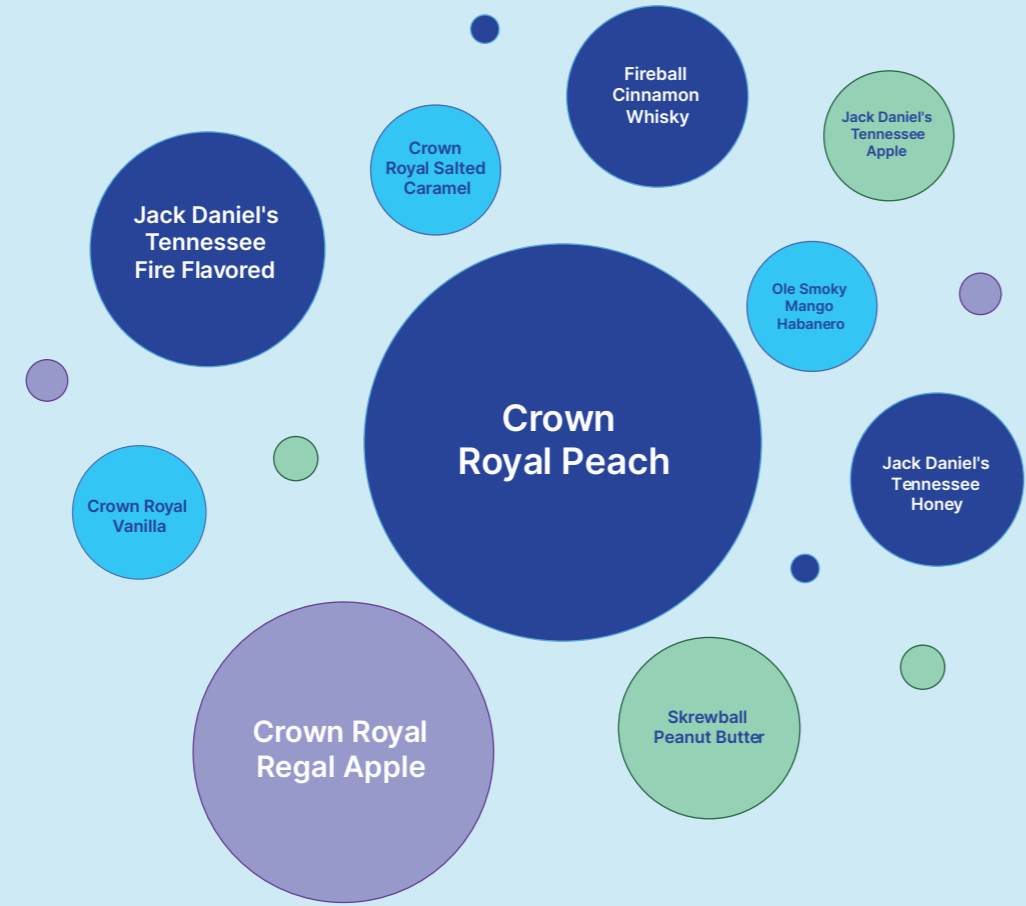 Fireball
Cinnamon
Whisky
Jack Daniel's
Tennessee
Apple
Crown
Royal Salted
Caramel
Jack Daniel's
Tennessee
Fire Flavored
Ole Smoky
Mango
Habanero
Crown
Royal Peach
Jack Daniel's
Tennessee
Honey
Crown Royal
Vanilla
Skrewball
Peanut Butter
Crown Royal
Regal Apple